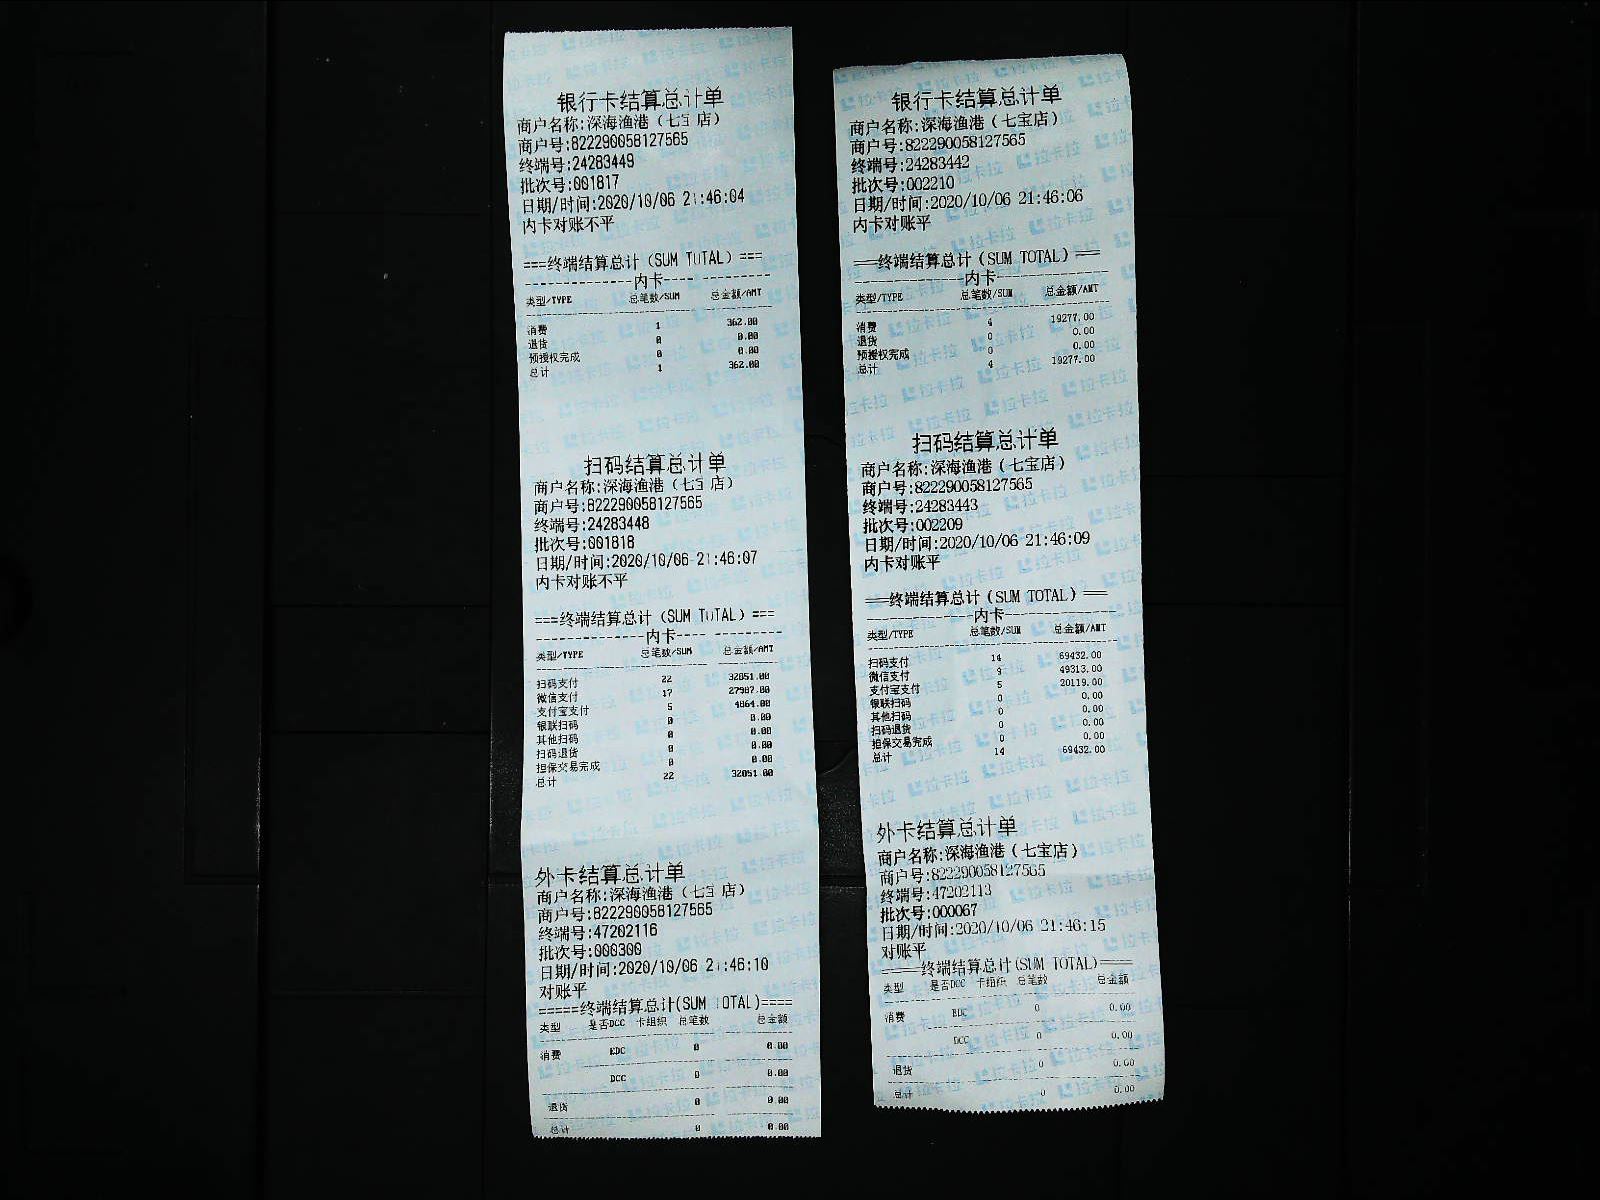 银行卡结算总计单
商户名称:深海渔港（七宝店）
商户号:822290058127565
终端号:24283449
批次号:001817
日期/时间:2020/10/06 21:46:04
内卡对账不平
===终端结算总计（SUM TOTAL）===
--------------内卡--------------
类型/TYPE 总笔数/SUM 总金额/AMT
消费 1 362.00
退货 0 0.00
预授权完成 0 0.00
总计 1 362.00
扫码结算总计单
商户名称:深海渔港（七宝店）
商户号:822290058127565
终端号:24283448
批次号:001818
日期/时间:2020/10/06 21:46:07
内卡对账不平
===终端结算总计（SUM TOTAL）===
--------------内卡--------------
类型/TYPE 总笔数/SUM 总金额/AMT
扫码支付 22 32851.00
微信支付 17 27987.00
支付宝支付 5 4864.00
银联扫码 0 0.00
其他扫码 0 0.00
扫码退货 0 0.00
担保交易完成 0 0.00
总计 22 32851.00
外卡结算总计单
商户名称:深海渔港（七宝店）
商户号:822290058127565
终端号:47202116
批次号:000300
日期/时间:2020/10/06 21:46:10
对账平
=====终端结算总计(SUM TOTAL)====
类型 是否DCC 卡组织 总笔数 总金额
消费 EDC 0 0.00
DCC 0 0.00
退货 0 0.00
总计 0 0.00
银行卡结算总计单
商户名称:深海渔港（七宝店）
商户号:822290058127565
终端号:24283442
批次号:002210
日期/时间:2020/10/06 21:46:06
内卡对账平
===终端结算总计（SUM TOTAL）===
--------------内卡--------------
类型/TYPE 总笔数/SUM 总金额/AMT
消费 4 19277.00
退货 0 0.00
预授权完成 0 0.00
总计 4 19277.00
扫码结算总计单
商户名称:深海渔港（七宝店）
商户号:822290058127565
终端号:24283443
批次号:002209
日期/时间:2020/10/06 21:46:09
内卡对账平
===终端结算总计（SUM TOTAL）===
--------------内卡--------------
类型/TYPE 总笔数/SUM 总金额/AMT
扫码支付 14 69432.00
微信支付 9 49313.00
支付宝支付 5 20119.00
银联扫码 0 0.00
其他扫码 0 0.00
扫码退货 0 0.00
担保交易完成 0 0.00
总计 14 69432.00
外卡结算总计单
商户名称:深海渔港（七宝店）
商户号:822290058127565
终端号:47202113
批次号:000067
日期/时间:2020/10/06 21:46:15
对账平
=====终端结算总计(SUM TOTAL)====
类型 是否DCC 卡组织 总笔数 总金额
消费 EDC 0 0.00
DCC 0 0.00
退货 0 0.00
总计 0 0.00